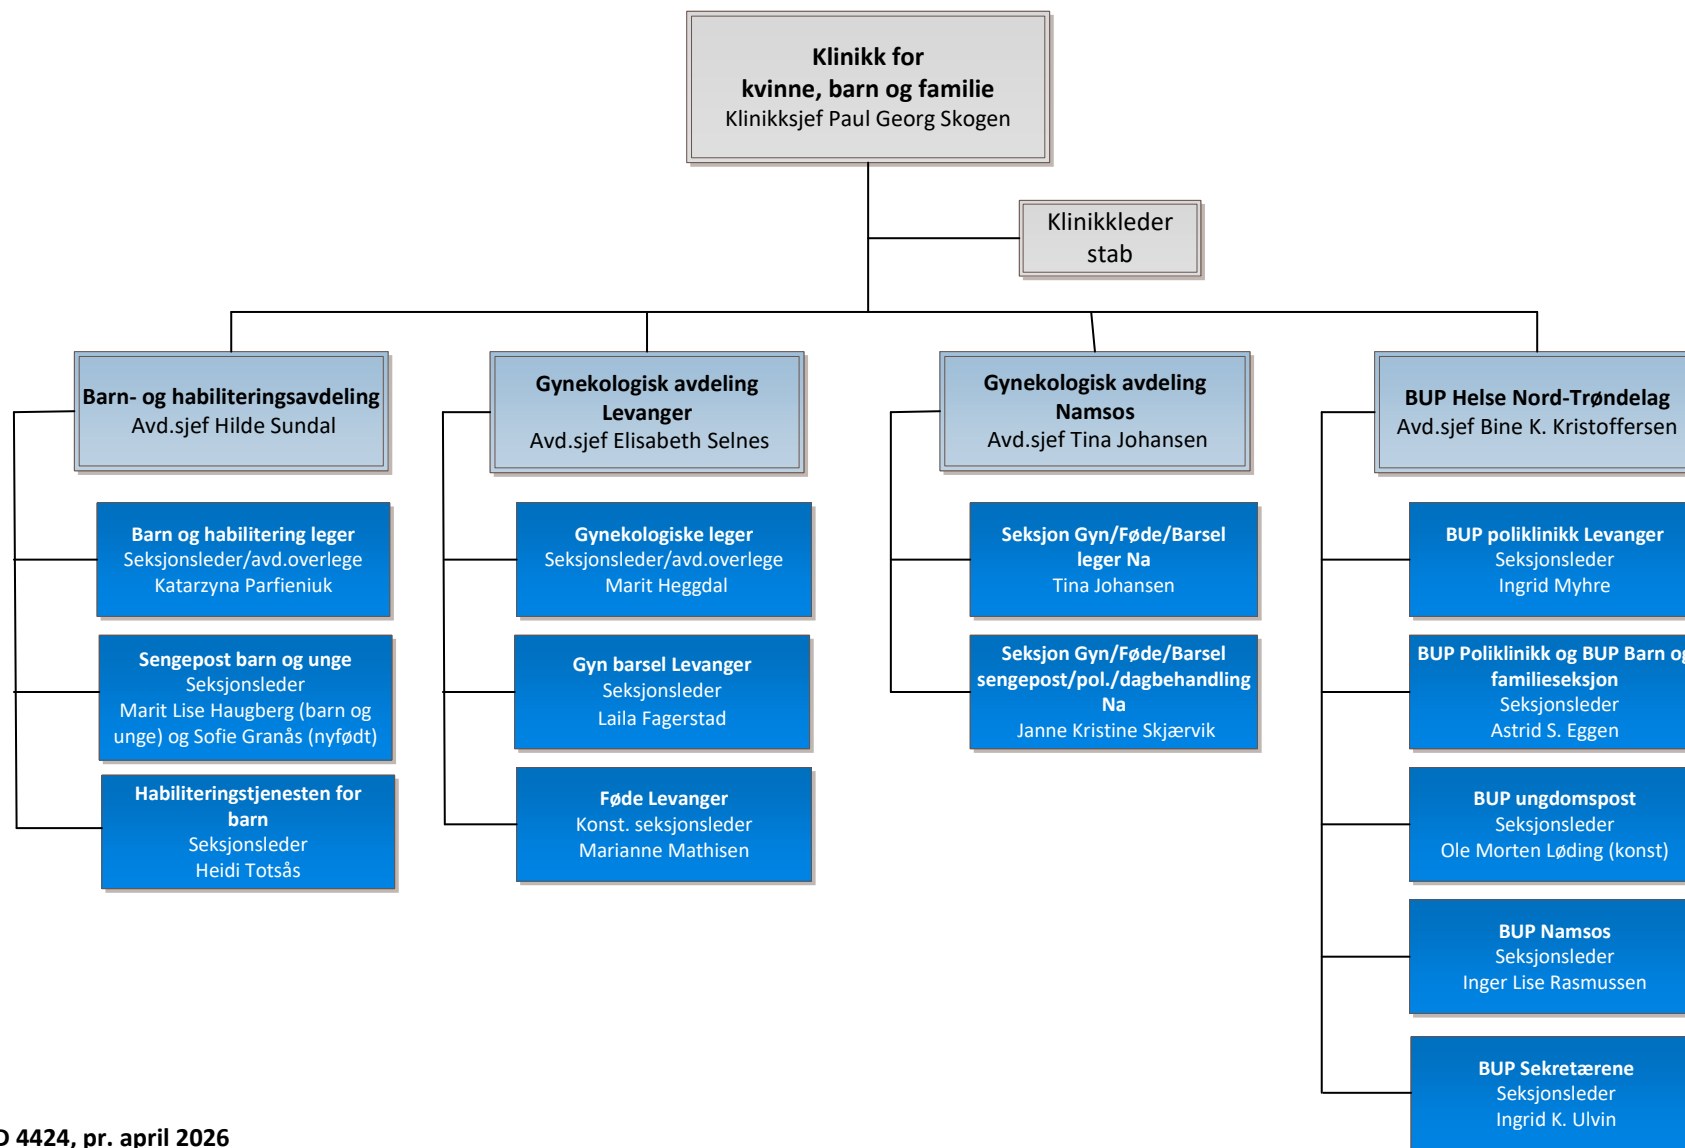 Klinikk for
kvinne, barn og familie
Klinikksjef Paul Georg Skogen
Klinikkleder
stab
Barn- og habiliteringsavdeling
Avd.sjef Hilde Sundal
Gynekologisk avdeling
Levanger
Avd.sjef Elisabeth Selnes
Gynekologisk avdeling
Namsos
Avd.sjef Tina Johansen
BUP Helse Nord-Trøndelag
Avd.sjef Bine K. Kristoffersen
Barn og habilitering leger
Seksjonsleder/avd.overlege
Katarzyna Parfieniuk
Sengepost barn og unge
Seksjonsleder
Marit Lise Haugberg (barn og
unge) og Sofie Granås (nyfødt)
Habiliteringstjenesten for
barn
Seksjonsleder
Heidi Totsås
Gynekologiske leger
Seksjonsleder/avd.overlege
Marit Heggdal
Gyn barsel Levanger
Seksjonsleder
Laila Fagerstad
Føde Levanger
Konst. seksjonsleder
Marianne Mathisen
Seksjon Gyn/Føde/Barsel
leger Na
Tina Johansen
Seksjon Gyn/Føde/Barsel
sengepost/pol./dagbehandling
Na
Janne Kristine Skjærvik
BUP poliklinikk Levanger
Seksjonsleder
Ingrid Myhre
BUP Poliklinikk og BUP Barn og
familieseksjon
Seksjonsleder
Astrid S. Eggen
BUP ungdomspost
Seksjonsleder
Ole Morten Løding (konst)
BUP Namsos
Seksjonsleder
Inger Lise Rasmussen
BUP Sekretærene
Seksjonsleder
Ingrid K. Ulvin
4424, pr. april 2026